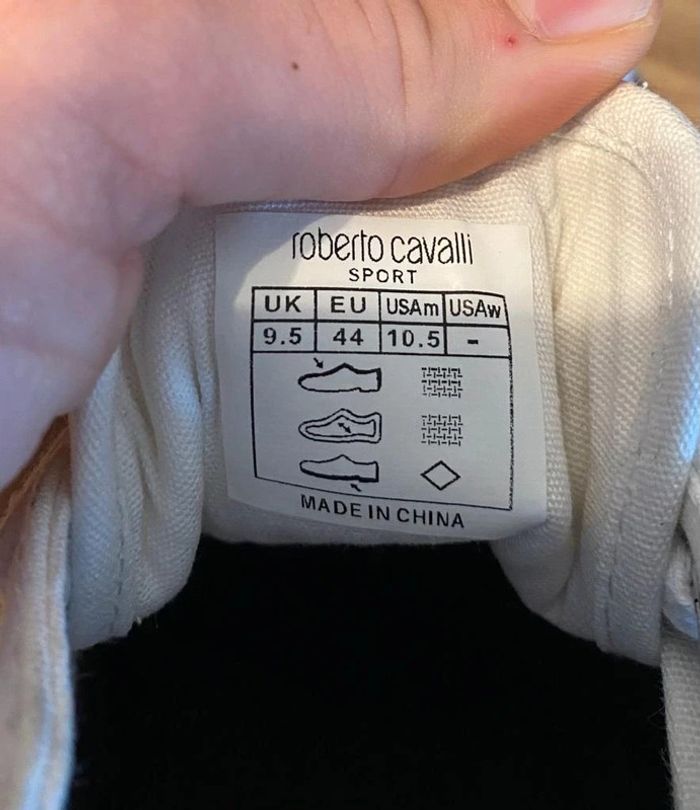 roberto cavalli
SPORT
UK EU USAm USAw
9.5 44 10.5 -
MADE IN CHINA